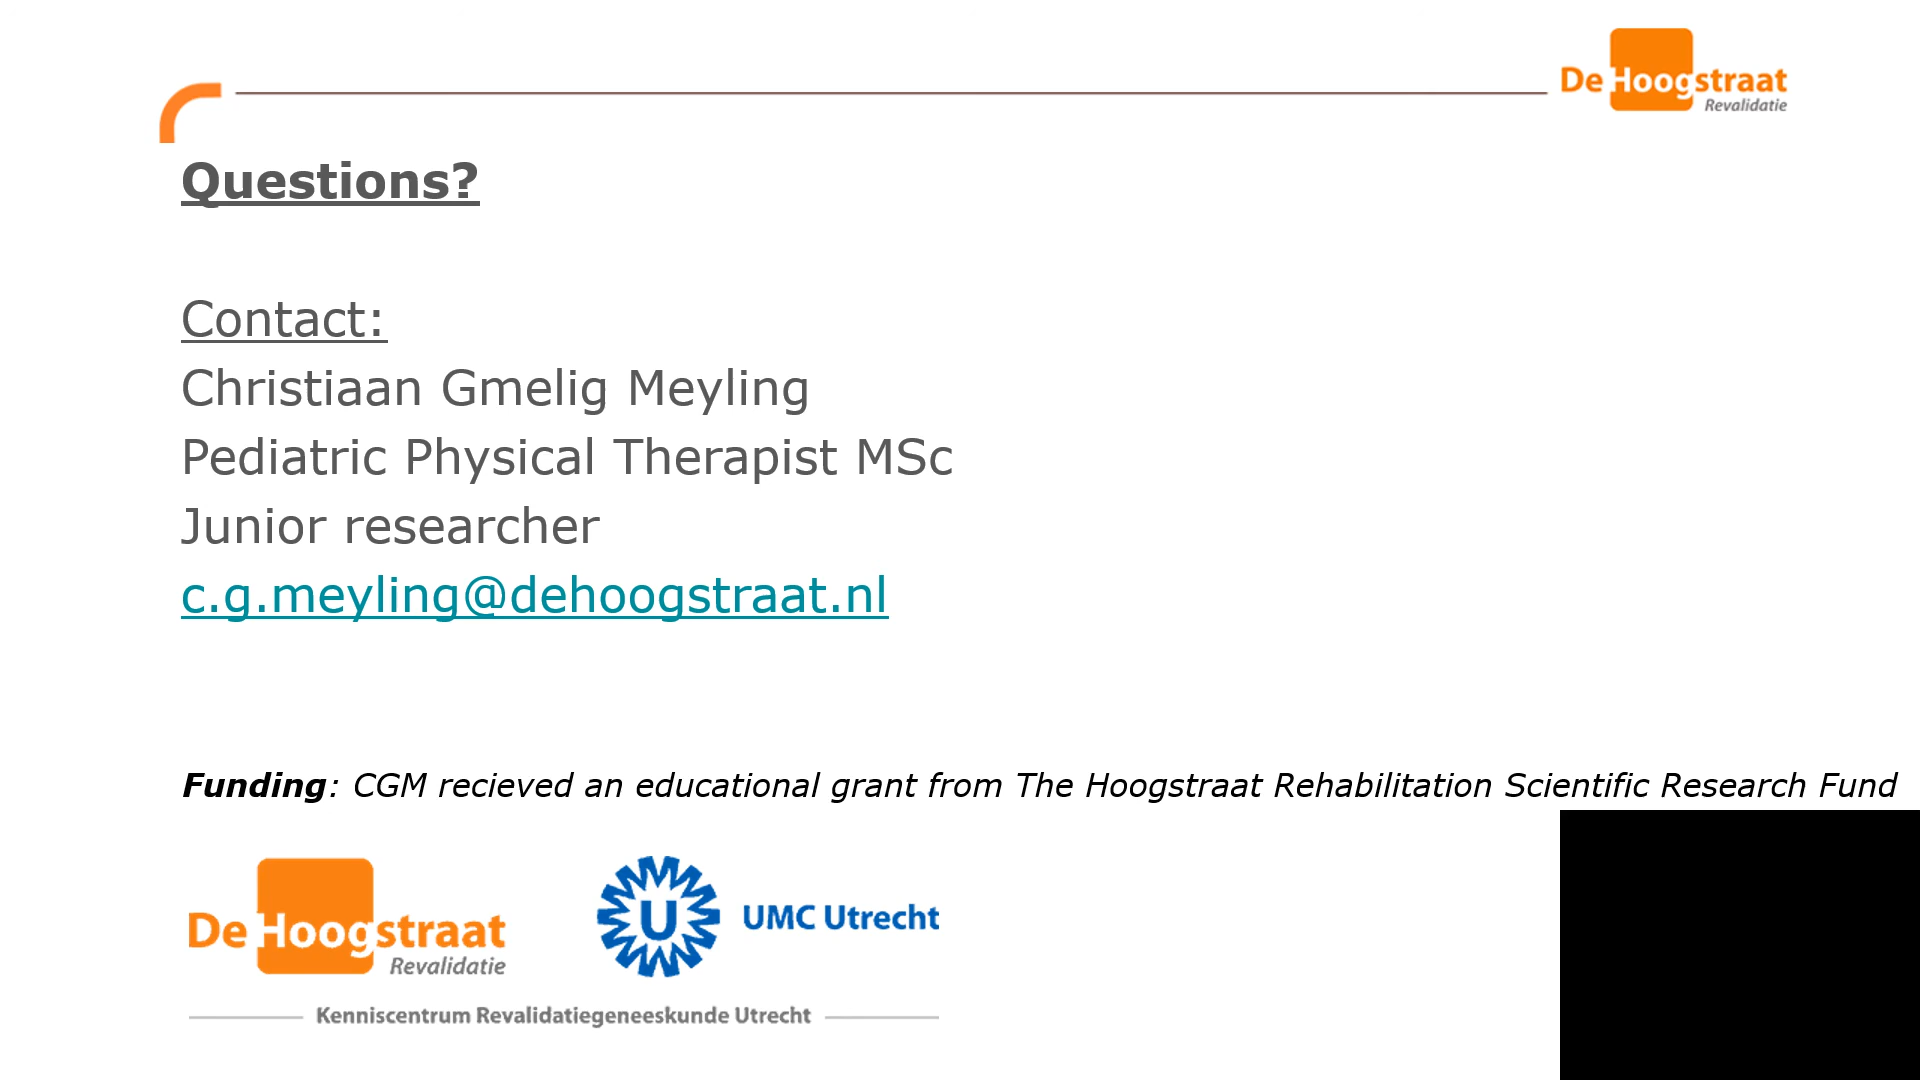 De Hoogstraat
Revalidatie
Questions?
Contact:
Christiaan Gmelig Meyling
Pediatric Physical Therapist MSc
Junior researcher
c.g.meyling@dehoogstraat.nl
Funding: CGM recieved an educational grant from The Hoogstraat Rehabilitation Scientific Research Fund
De Hoogstraat
Revalidatie
U UMC Utrecht
Kenniscentrum Revalidatiegeneeskunde Utrecht